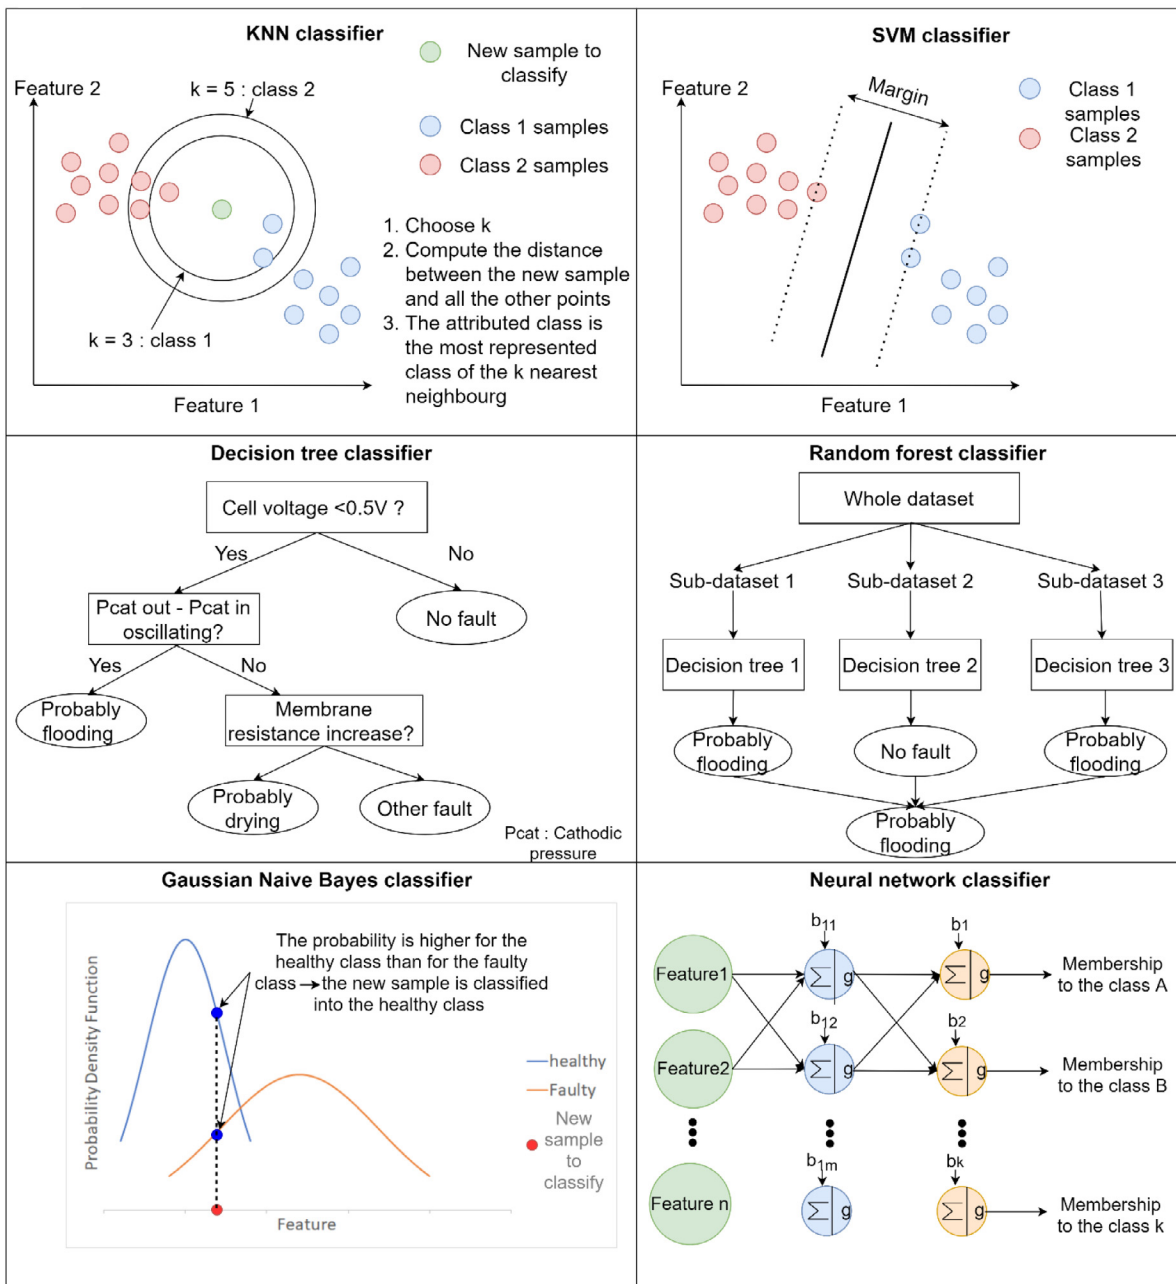 KNN classifier
New sample to
classify
Feature 2
k = 5 : class 2
Class 1 samples
Class 2 samples
1. Choose k
2. Compute the distance
between the new sample
and all the other points
3. The attributed class is
the most represented
class of the k nearest
neighbourg
k = 3 : class 1
Feature 1
SVM classifier
Feature 2
Margin
Class 1
samples
Class 2
samples
Feature 1
Decision tree classifier
Cell voltage <0.5V ?
Yes
No
Pcat out - Pcat in
oscillating?
No fault
Yes
No
Probably
flooding
Membrane
resistance increase?
Probably
drying
Other fault
Pcat : Cathodic
pressure
Random forest classifier
Whole dataset
Sub-dataset 1
Sub-dataset 2
Sub-dataset 3
Decision tree 1
Decision tree 2
Decision tree 3
Probably
flooding
No fault
Probably
flooding
Probably
flooding
Gaussian Naive Bayes classifier
The probability is higher for the
healthy class than for the faulty
class → the new sample is classified
into the healthy class
Probability Density Function
healthy
Faulty
New
sample
to
classify
Feature
Neural network classifier
b11
b1
Feature1
∑ g
∑ g
Membership
to the class A
b12
b2
Feature2
∑ g
∑ g
Membership
to the class B
b1m
bk
Feature n
∑ g
∑ g
Membership
to the class k